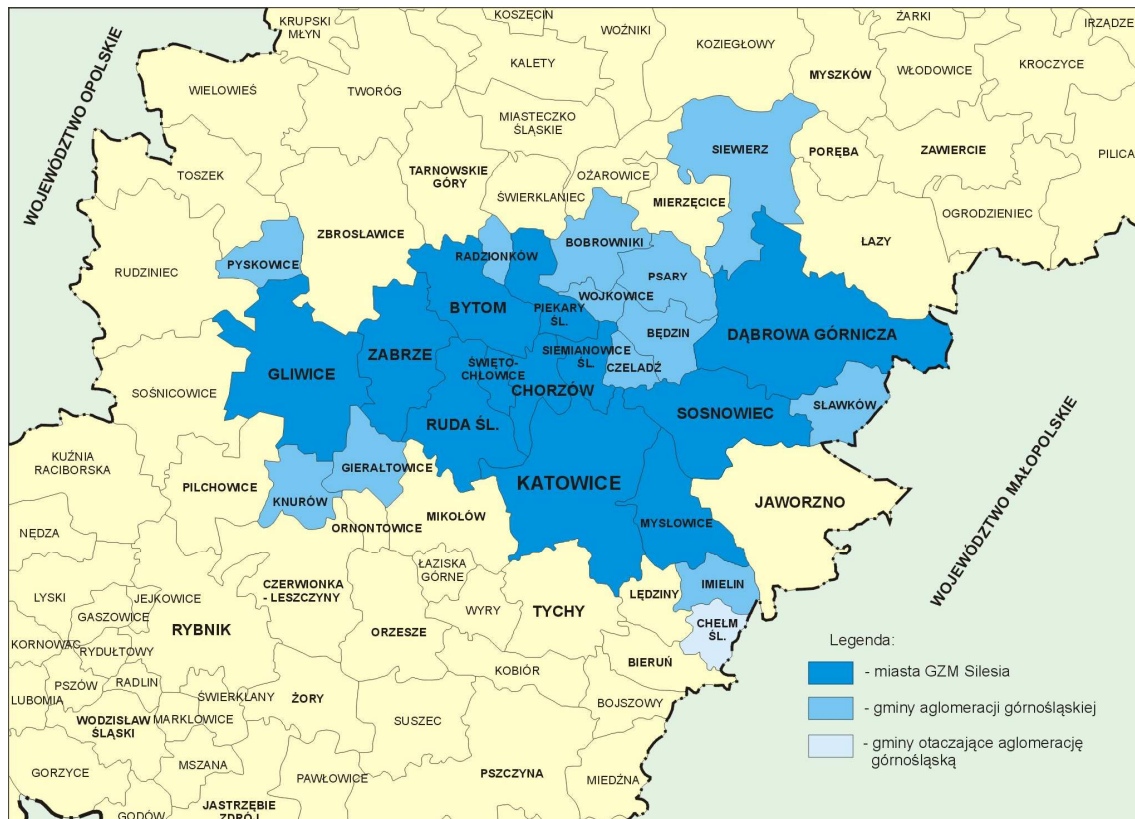 KRUPSKI
MŁYN
KOSZĘCIN
WOŹNIKI
KOZIEGŁOWY
ŻARKI
IRZĄDZE
WOJEWÓDZTWO OPOLSKIE
WIELOWIEŚ
TWORÓG
KALETY
MYSZKÓW
WŁODOWICE
KROCZYCE
MIASTECZKO
ŚLĄSKIE
SIEWIERZ
PORĘBA
ZAWIERCIE
PILICA
TOSZEK
TARNOWSKIE
GÓRY
ŚWIERKLANIEC
OŻAROWICE
MIERZĘCICE
OGRODZIENIEC
ZBROSŁAWICE
ŁAZY
RUDZINIEC
PYSKOWICE
RADZIONKÓW
BOBROWNIKI
PSARY
WOJKOWICE
BYTOM
PIEKARY
ŚL.
BĘDZIN
DĄBROWA GÓRNICZA
ZABRZE
GLIWICE
ŚWIĘTO-
CHŁOWICE
SIEMIANOWICE
ŚL.
CZELADŹ
CHORZÓW
SOŚNICOWICE
RUDA ŚL.
SOSNOWIEC
SŁAWKÓW
KUŹNIA
RACIBORSKA
PILCHOWICE
GIERAŁTOWICE
KNURÓW
KATOWICE
JAWORZNO
WOJEWÓDZTWO MAŁOPOLSKIE
NĘDZA
ORNONTOWICE
MIKOŁÓW
MYSLOWICE
ŁAZISKA
GÓRNE
CZERWIONKA
- LESZCZYNY
LĘDZINY
IMIELIN
LYSKI
JEJKOWICE
GASZOWICE
WYRY
TYCHY
CHEŁM
ŚL.
RYBNIK
ORZESZE
KORNOWAC
RYDUŁTOWY
BIERUŃ
KOBIÓR
PSZÓW
RADLIN
LUBOMIA
ŚWIERKLANY
ŻORY
BOJSZOWY
WODZISŁAW
ŚLĄSKI
MARKLOWICE
SUSZEC
MSZANA
GORZYCE
PAWŁOWICE
PSZCZYNA
MIEDŹNA
JASTRZĘBIE
ZDRÓJ
GODÓW
Legenda:
- miasta GZM Silesia
- gminy aglomeracji górnośląskiej
- gminy otaczające aglomerację
górnośląską